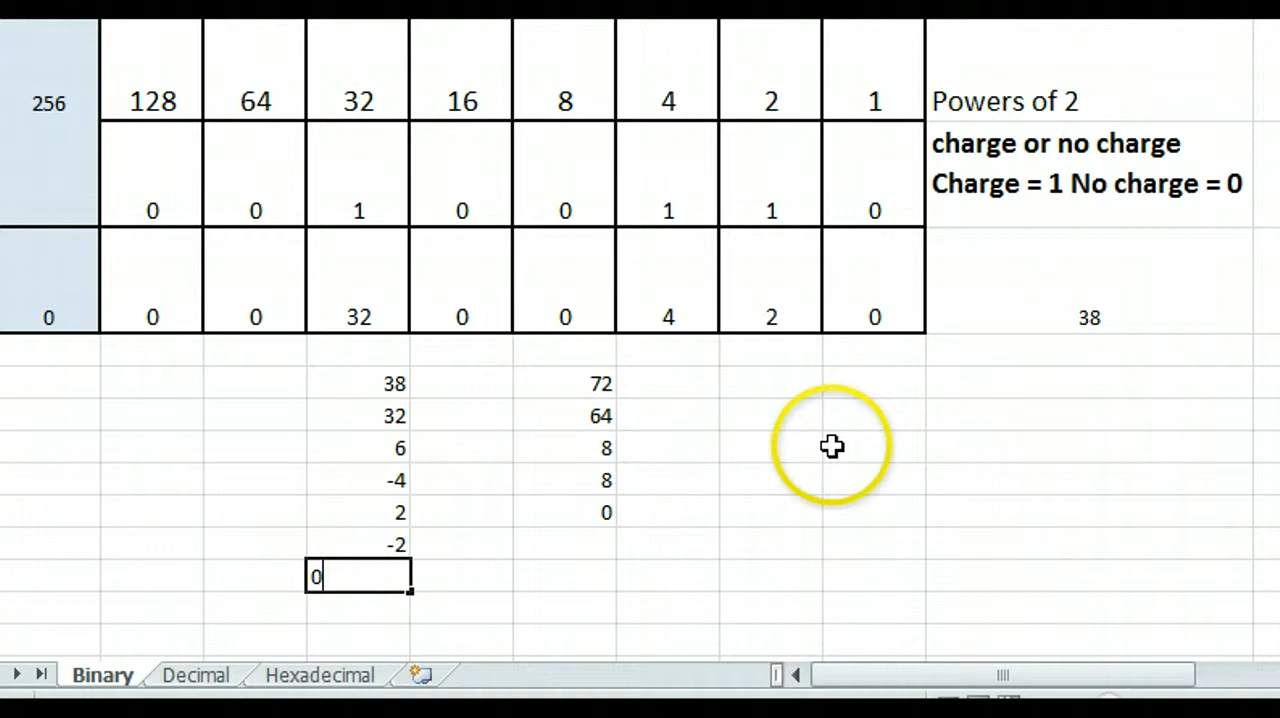 256 128 64 32 16 8 4 2 1 Powers of 2
charge or no charge
Charge = 1 No charge = 0
0 0 1 0 0 1 1 0
0 0 0 32 0 0 4 2 0 38
38 72
32 64
6 8
-4 8
2 0
-2
0
Binary Decimal Hexadecimal